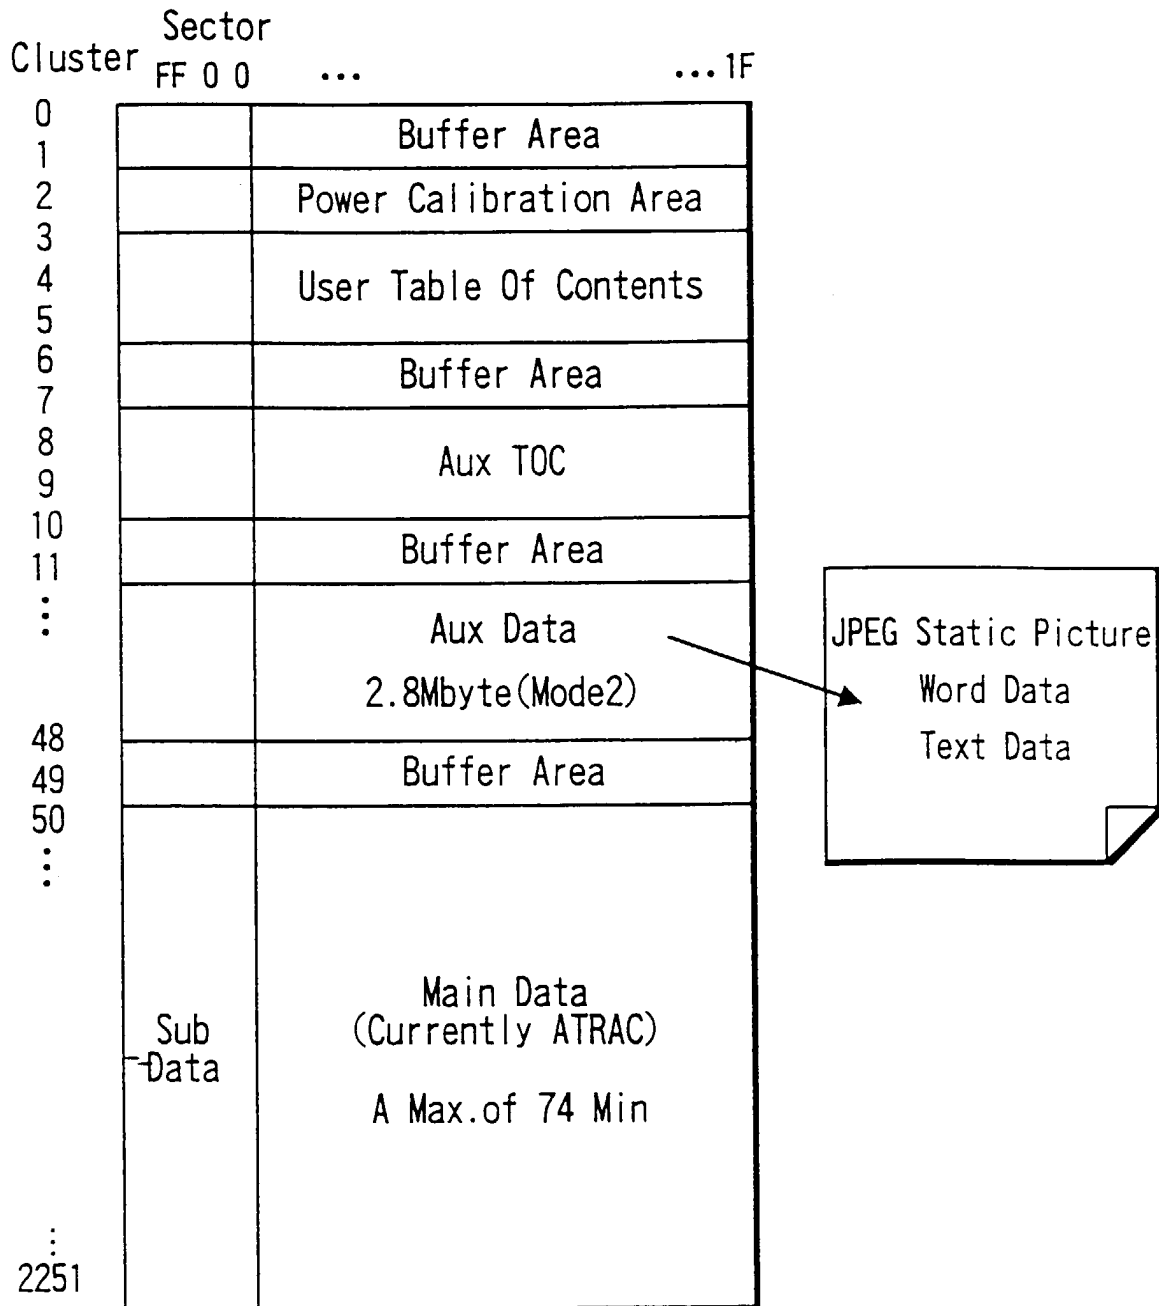 Sector
Cluster FF 0 0 ... ... 1F
0
1
Buffer Area
2
Power Calibration Area
3
4
User Table Of Contents
5
6
Buffer Area
7
8
Aux TOC
9
10
Buffer Area
11
Aux Data
2.8Mbyte(Mode2)
JPEG Static Picture
Word Data
Text Data
48
Buffer Area
49
50
Main Data
(Currently ATRAC)
A Max.of 74 Min
Sub
Data
2251